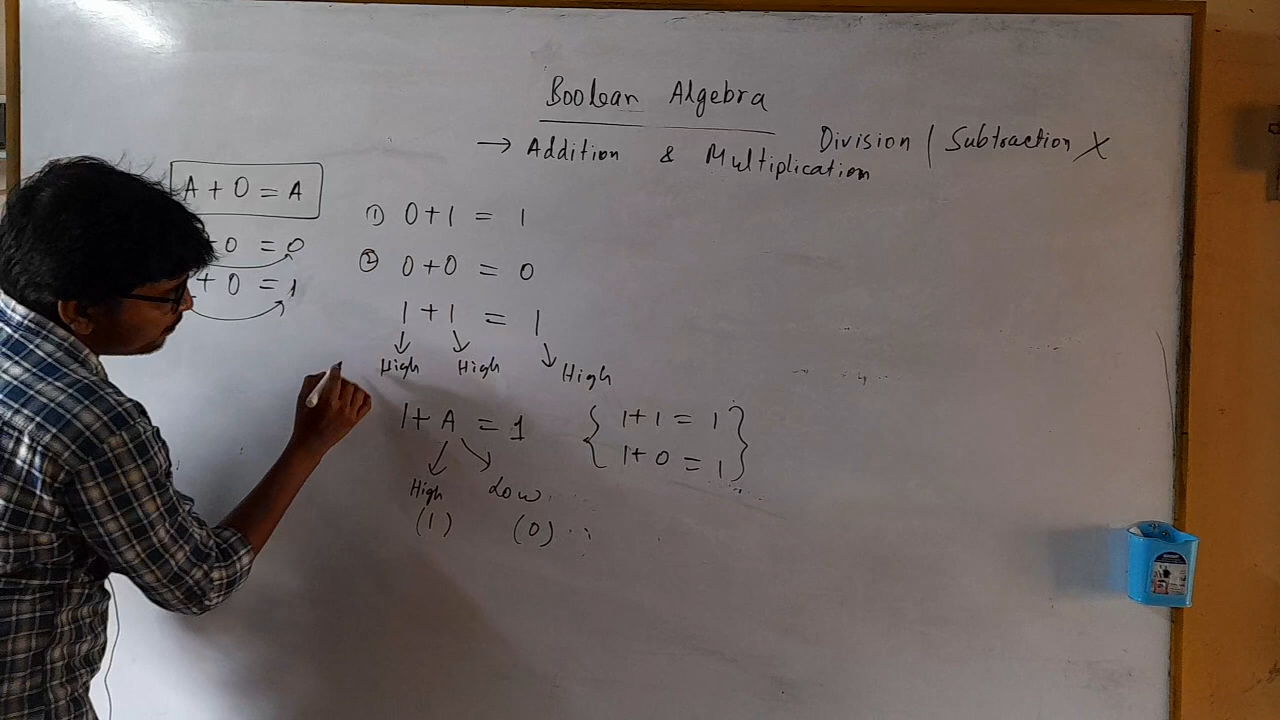 Boolean Algebra
→ Addition & Multiplication Division / Subtraction X
A + 0 = A
0 = 0
+ 0 = 1
① 0+1 = 1
② 0+0 = 0
1 + 1 = 1
High High High
1+ A = 1 { 1+1 = 1
1+ 0 = 1 }
High Low
(1) (0)